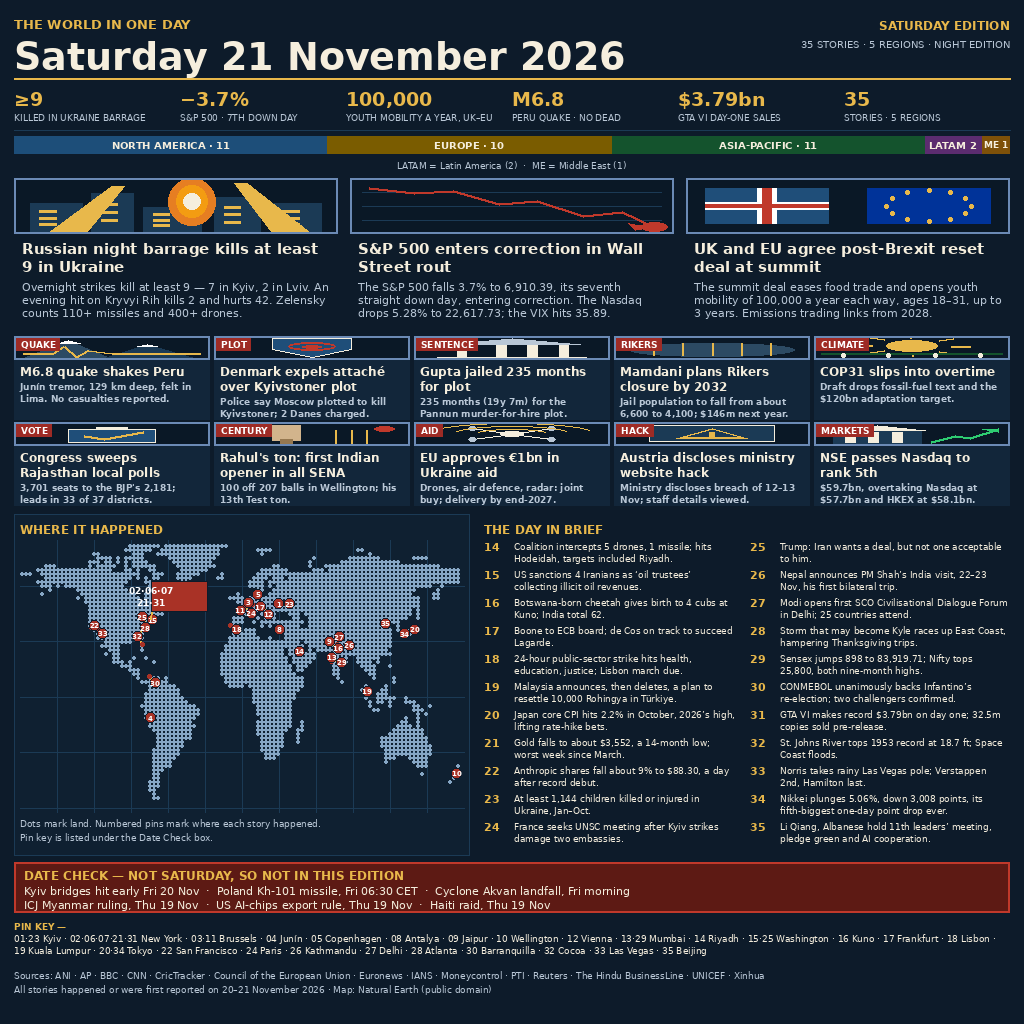 THE WORLD IN ONE DAY
SATURDAY EDITION
Saturday 21 November 2026
35 STORIES · 5 REGIONS · NIGHT EDITION
≥9
KILLED IN UKRAINE BARRAGE
−3.7%
S&P 500 · 7TH DOWN DAY
100,000
YOUTH MOBILITY A YEAR, UK–EU
M6.8
PERU QUAKE · NO DEAD
$3.79bn
GTA VI DAY-ONE SALES
35
STORIES · 5 REGIONS
NORTH AMERICA · 11
EUROPE · 10
ASIA-PACIFIC · 11
LATAM 2
ME 1
LATAM = Latin America (2) · ME = Middle East (1)
Russian night barrage kills at least
9 in Ukraine
Overnight strikes kill at least 9 — 7 in Kyiv, 2 in Lviv. An
evening hit on Kryvyi Rih kills 2 and hurts 42. Zelensky
counts 110+ missiles and 400+ drones.
S&P 500 enters correction in Wall
Street rout
The S&P 500 falls 3.7% to 6,910.39, its seventh
straight down day, entering correction. The Nasdaq
drops 5.28% to 22,617.73; the VIX hits 35.89.
UK and EU agree post-Brexit reset
deal at summit
The summit deal eases food trade and opens youth
mobility of 100,000 a year each way, ages 18–31, up to
3 years. Emissions trading links from 2028.
QUAKE
M6.8 quake shakes Peru
Junín tremor, 129 km deep, felt in
Lima. No casualties reported.
PLOT
Denmark expels attaché
over Kyivstoner plot
Police say Moscow plotted to kill
Kyivstoner; 2 Danes charged.
SENTENCE
Gupta jailed 235 months
for plot
235 months (19y 7m) for the
Pannun murder-for-hire plot.
RIKERS
Mamdani plans Rikers
closure by 2032
Jail population to fall from about
6,600 to 4,100; $146m next year.
CLIMATE
COP31 slips into overtime
Draft drops fossil-fuel text and the
$120bn adaptation target.
VOTE
Congress sweeps
Rajasthan local polls
3,701 seats to the BJP's 2,181;
leads in 33 of 37 districts.
CENTURY
Rahul's ton: first Indian
opener in all SENA
100 off 207 balls in Wellington; his
13th Test ton.
AID
EU approves €1bn in
Ukraine aid
Drones, air defence, radar: joint
buy; delivery by end-2027.
HACK
Austria discloses ministry
website hack
Ministry discloses breach of 12-13
Nov; staff details viewed.
MARKETS
NSE passes Nasdaq to
rank 5th
$59.7bn, overtaking Nasdaq at
$57.7bn and HKEX at $58.1bn.
WHERE IT HAPPENED
02·06·07
21·31
5
3
17
11
24
12
1
23
18
8
14
22
33
25
15
28
32
30
4
9
27
16
26
13
29
19
35
34
20
10
Dots mark land. Numbered pins mark where each story happened.
Pin key is listed under the Date Check box.
THE DAY IN BRIEF
14 Coalition intercepts 5 drones, 1 missile; hits
Hodeidah, targets included Riyadh.
15 US sanctions 4 Iranians as 'oil trustees'
collecting illicit oil revenues.
16 Botswana-born cheetah gives birth to 4 cubs at
Kuno; India total 62.
17 Boone to ECB board; de Cos on track to succeed
Lagarde.
18 24-hour public-sector strike hits health,
education, justice; Lisbon march due.
19 Malaysia announces, then deletes, a plan to
resettle 10,000 Rohingya in Türkiye.
20 Japan core CPI hits 2.2% in October, 2026's high,
lifting rate-hike bets.
21 Gold falls to about $3,552, a 14-month low;
worst week since March.
22 Anthropic shares fall about 9% to $88.30, a day
after record debut.
23 At least 1,144 children killed or injured in
Ukraine, Jan–Oct.
24 France seeks UNSC meeting after Kyiv strikes
damage two embassies.
25 Trump: Iran wants a deal, but not one acceptable
to him.
26 Nepal announces PM Shah's India visit, 22–23
Nov, his first bilateral trip.
27 Modi opens first SCO Civilisational Dialogue Forum
in Delhi; 25 countries attend.
28 Storm that may become Kyle races up East Coast,
hampering Thanksgiving trips.
29 Sensex jumps 898 to 83,919.71; Nifty tops
25,800, both nine-month highs.
30 CONMEBOL unanimously backs Infantino's
re-election; two challengers confirmed.
31 GTA VI makes record $3.79bn on day one; 32.5m
copies sold pre-release.
32 St. Johns River tops 1953 record at 18.7 ft; Space
Coast floods.
33 Norris takes rainy Las Vegas pole; Verstappen
2nd, Hamilton last.
34 Nikkei plunges 5.06%, down 3,008 points, its
fifth-biggest one-day point drop ever.
35 Li Qiang, Albanese hold 11th leaders' meeting,
pledge green and AI cooperation.
DATE CHECK — NOT SATURDAY, SO NOT IN THIS EDITION
Kyiv bridges hit early Fri 20 Nov · Poland Kh-101 missile, Fri 06:30 CET · Cyclone Akvan landfall, Fri morning
ICJ Myanmar ruling, Thu 19 Nov · US AI-chips export rule, Thu 19 Nov · Haiti raid, Thu 19 Nov
PIN KEY —
01·23 Kyiv · 02·06·07·21·31 New York · 03·11 Brussels · 04 Junín · 05 Copenhagen · 08 Antalya · 09 Jaipur · 10 Wellington · 12 Vienna · 13·29 Mumbai · 14 Riyadh · 15·25 Washington · 16 Kuno · 17 Frankfurt · 18 Lisbon ·
19 Kuala Lumpur · 20·34 Tokyo · 22 San Francisco · 24 Paris · 26 Kathmandu · 27 Delhi · 28 Atlanta · 30 Barranquilla · 32 Cocoa · 33 Las Vegas · 35 Beijing
Sources: ANI · AP · BBC · CNN · CricTracker · Council of the European Union · Euronews · IANS · Moneycontrol · PTI · Reuters · The Hindu BusinessLine · UNICEF · Xinhua
All stories happened or were first reported on 20–21 November 2026 · Map: Natural Earth (public domain)